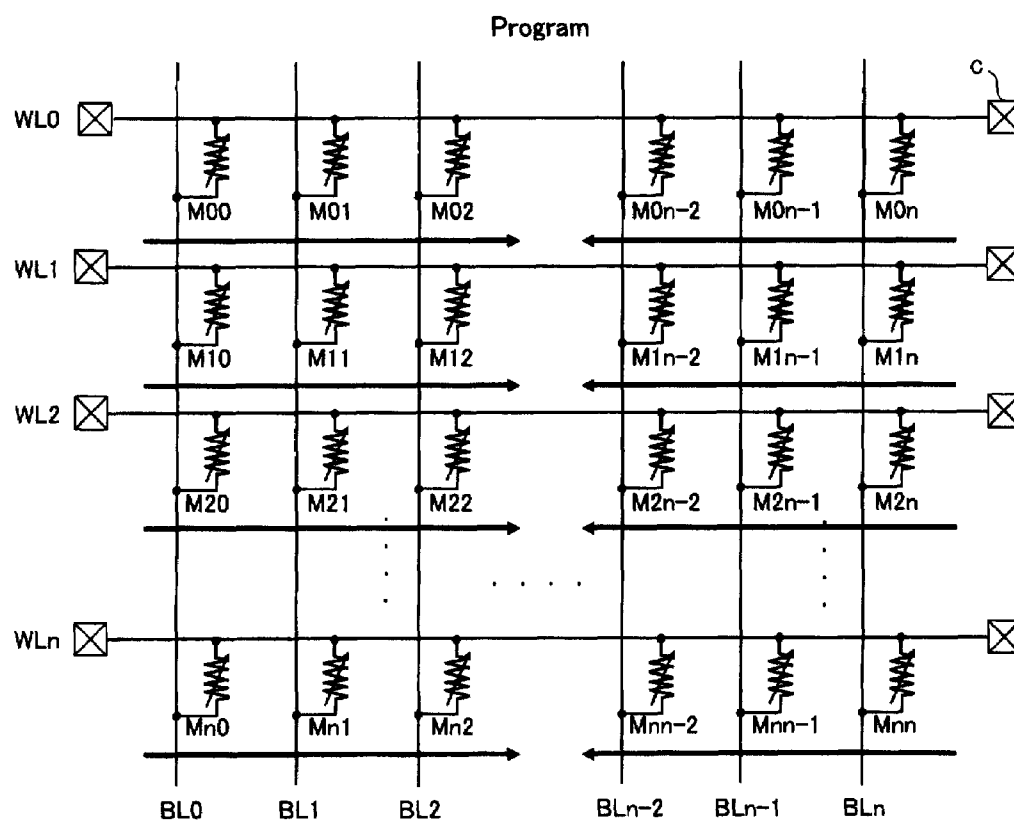 Program
C
WL0
M00 M01 M02 M0n-2 M0n-1 M0n
WL1
M10 M11 M12 M1n-2 M1n-1 M1n
WL2
M20 M21 M22 M2n-2 M2n-1 M2n
WLn
Mn0 Mn1 Mn2 Mnn-2 Mnn-1 Mnn
BL0 BL1 BL2 BLn-2 BLn-1 BLn